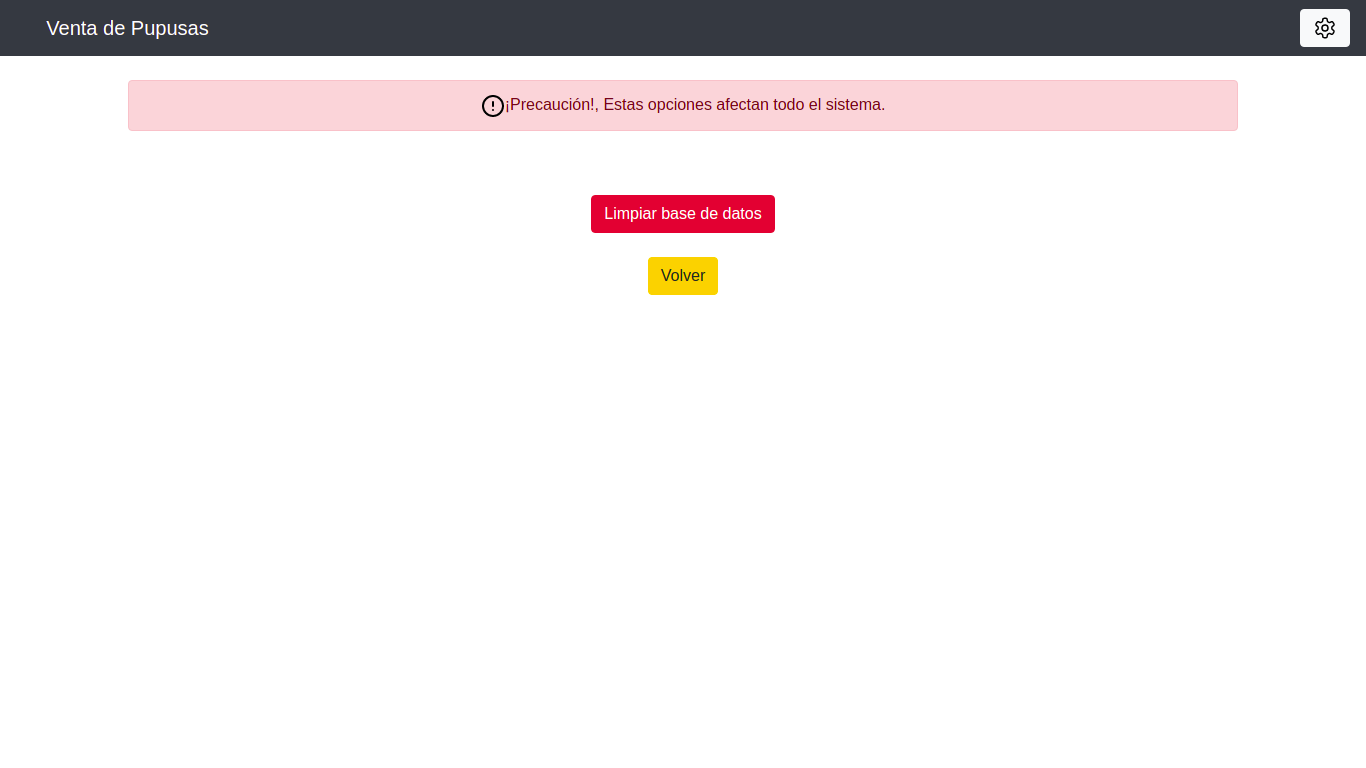 Venta de Pupusas
¡Precaución!, Estas opciones afectan todo el sistema.
Limpiar base de datos
Volver